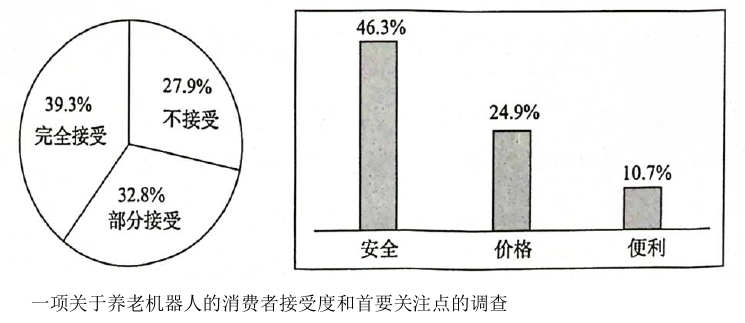 39.3%
完全接受
27.9%
不接受
32.8%
部分接受
46.3%
24.9%
10.7%
安全
价格
便利
一项关于养老机器人的消费者接受度和首要关注点的调查